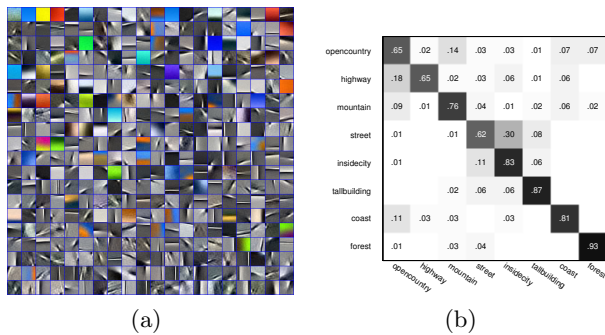 opencountry .65 .02 .14 .03 .03 .01 .07 .07
highway .18 .65 .02 .03 .06 .01 .06
mountain .09 .01 .76 .04 .01 .02 .06 .02
street .01 .01 .62 .30 .08
insidecity .01 .11 .83 .06
tallbuilding .02 .06 .06 .87
coast .11 .03 .03 .03 .81
forest .01 .03 .04 .93
opencountry highway mountain street insidecity tallbuilding coast forest
(a) (b)